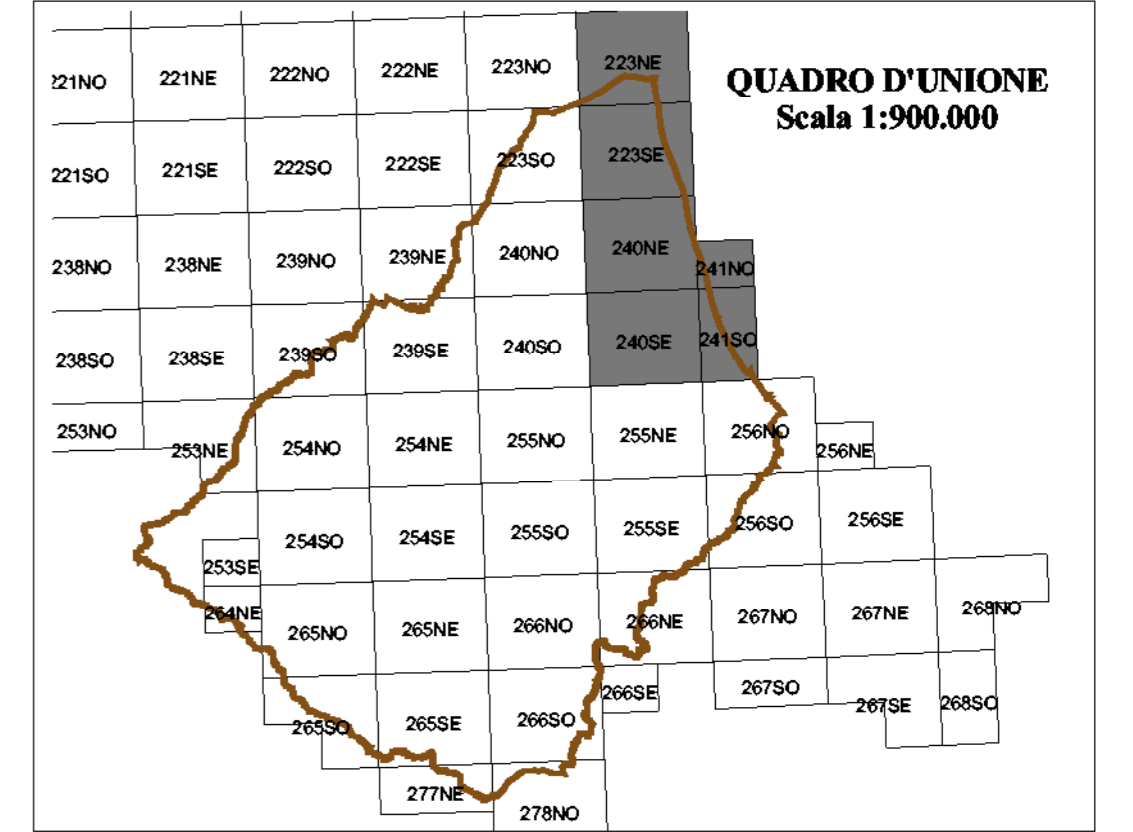 QUADRO D'UNIONE
Scala 1:900.000
221NO 221NE 222NO 222NE 223NO 223NE
221SO 221SE 222SO 222SE 223SO 223SE
238NO 238NE 239NO 239NE 240NO 240NE 241NO
238SO 238SE 239SO 239SE 240SO 240SE 241SO
253NO 253NE 254NO 254NE 255NO 255NE 256NO 256NE
253SE 254SO 254SE 255SO 255SE 256SO 256SE
264NE 265NO 265NE 266NO 266NE 267NO 267NE 268NO
265SO 265SE 266SO 266SE 267SO 267SE 268SO
277NE 278NO